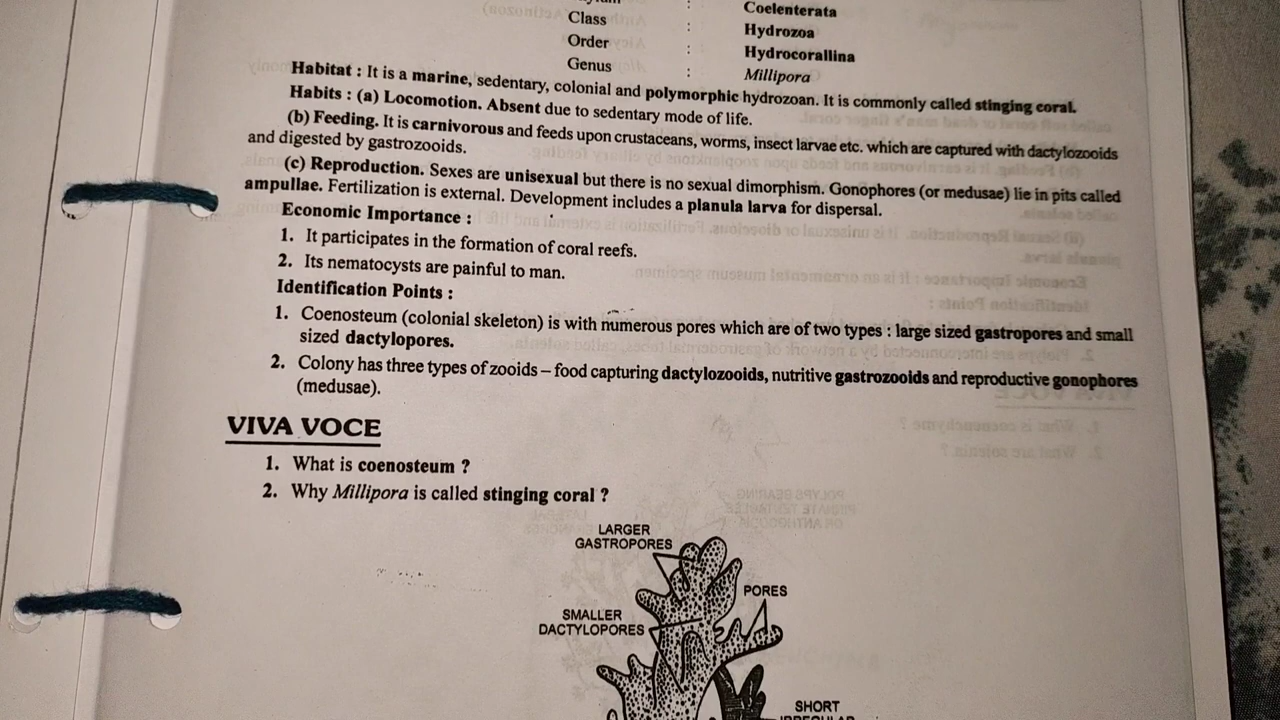 : Coelenterata
Class : Hydrozoa
Order : Hydrocorallina
Genus : Millipora
Habitat : It is a marine, sedentary, colonial and polymorphic hydrozoan. It is commonly called stinging coral.
Habits : (a) Locomotion. Absent due to sedentary mode of life.
(b) Feeding. It is carnivorous and feeds upon crustaceans, worms, insect larvae etc. which are captured with dactylozooids
and digested by gastrozooids.
(c) Reproduction. Sexes are unisexual but there is no sexual dimorphism. Gonophores (or medusae) lie in pits called
ampullae. Fertilization is external. Development includes a planula larva for dispersal.
Economic Importance :
1. It participates in the formation of coral reefs.
2. Its nematocysts are painful to man.
Identification Points :
1. Coenosteum (colonial skeleton) is with numerous pores which are of two types : large sized gastropores and small
sized dactylopores.
2. Colony has three types of zooids – food capturing dactylozooids, nutritive gastrozooids and reproductive gonophores
(medusae).
VIVA VOCE
1. What is coenosteum ?
2. Why Millipora is called stinging coral ?
LARGER
GASTROPORES
PORES
SMALLER
DACTYLOPORES
SHORT